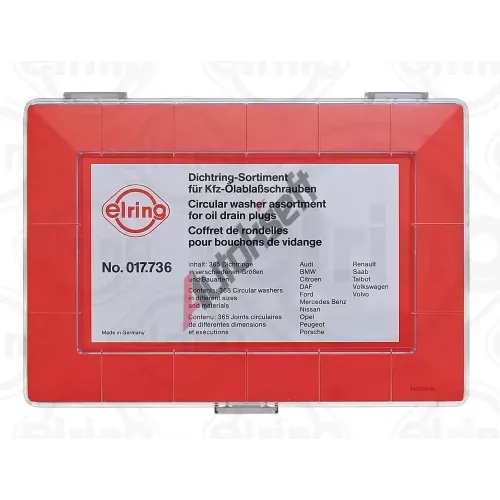 elring
Dichtring-Sortiment
für Kfz-Ölablaßschrauben
Circular washer assortment
for oil drain plugs
Coffret de rondelles
pour bouchons de vidange
No. 017.736
Inhalt: 365 Dichtringe
in verschiedenen Größen
und Bauarten
Contents: 365 Circular washers
in different sizes
and materials
Contenu: 365 Joints circulaires
de différentes dimensions
et exécutions
Audi
BMW
Citroen
DAF
Ford
Mercedes Benz
Nissan
Opel
Peugeot
Porsche
Renault
Saab
Talbot
Volkswagen
Volvo
Made in Germany